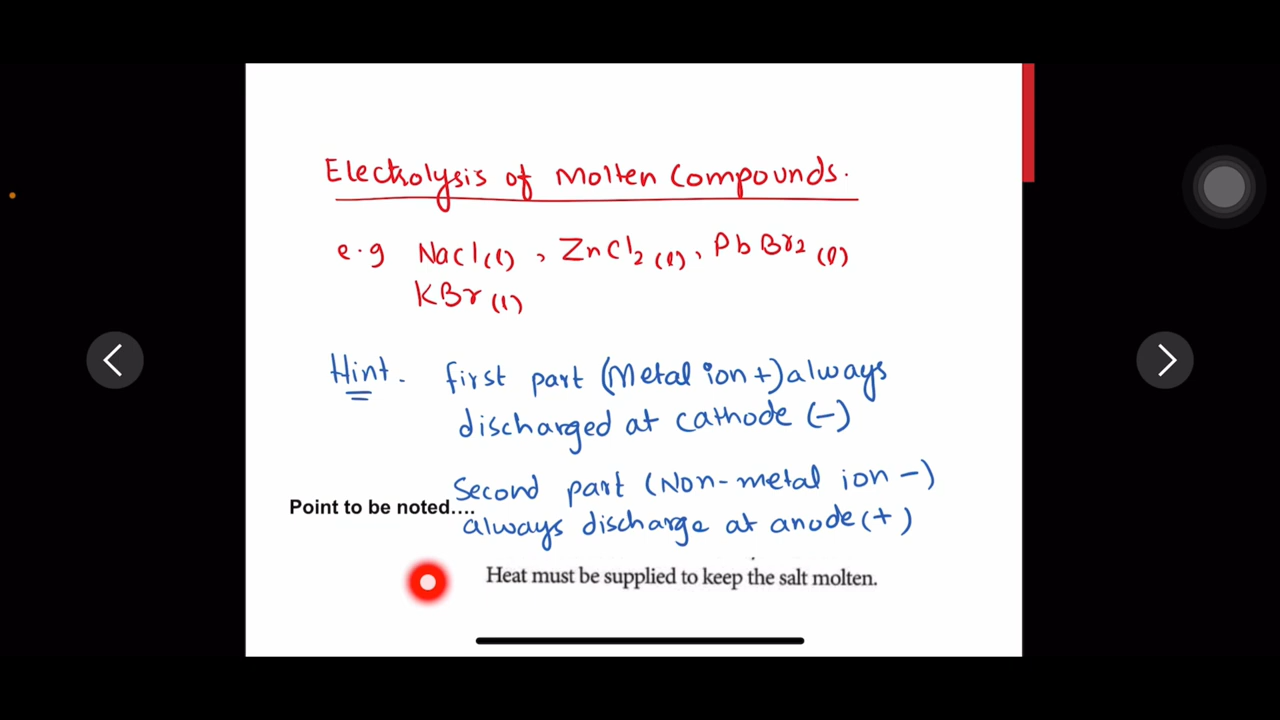 Electrolysis of Molten Compounds.
e.g NaCl(l), ZnCl2(l), PbBr2(l)
KBr(l)
Hint. first part (Metal ion+) always
discharged at cathode (-)
Second part (Non-metal ion-)
Point to be noted....
always discharge at anode(+)
Heat must be supplied to keep the salt molten.